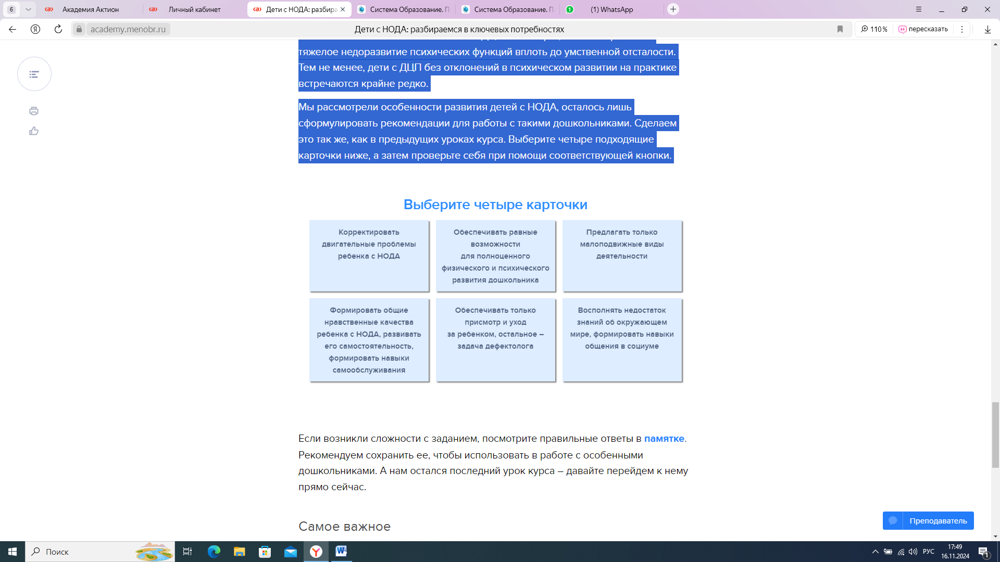 6
Академия Актион
Личный кабинет
Дети с НОДА: разбира
Система Образование. П
Система Образование. П
1
(1) WhatsApp
academy.menobr.ru
Дети с НОДА: разбираемся в ключевых потребностях
110 %
пересказать
тяжелое недоразвитие психических функций вплоть до умственной отсталости.
Тем не менее, дети с ДЦП без отклонений в психическом развитии на практике
встречаются крайне редко.
Мы рассмотрели особенности развития детей с НОДА, осталось лишь
сформулировать рекомендации для работы с такими дошкольниками. Сделаем
это так же, как в предыдущих уроках курса. Выберите четыре подходящие
карточки ниже, а затем проверьте себя при помощи соответствующей кнопки.
Выберите четыре карточки
Корректировать
двигательные проблемы
ребенка с НОДА
Обеспечивать равные
возможности
для полноценного
физического и психического
развития дошкольника
Предлагать только
малоподвижные виды
деятельности
Формировать общие
нравственные качества
ребенка с НОДА, развивать
его самостоятельность,
формировать навыки
самообслуживания
Обеспечивать только
присмотр и уход
за ребенком, остальное –
задача дефектолога
Восполнять недостаток
знаний об окружающем
мире, формировать навыки
общения в социуме
Если возникли сложности с заданием, посмотрите правильные ответы в памятке.
Рекомендуем сохранить ее, чтобы использовать в работе с особенными
дошкольниками. А нам остался последний урок курса – давайте перейдем к нему
прямо сейчас.
Преподаватель
Самое важное
Поиск
РУС
17:49
16.11.2024
1